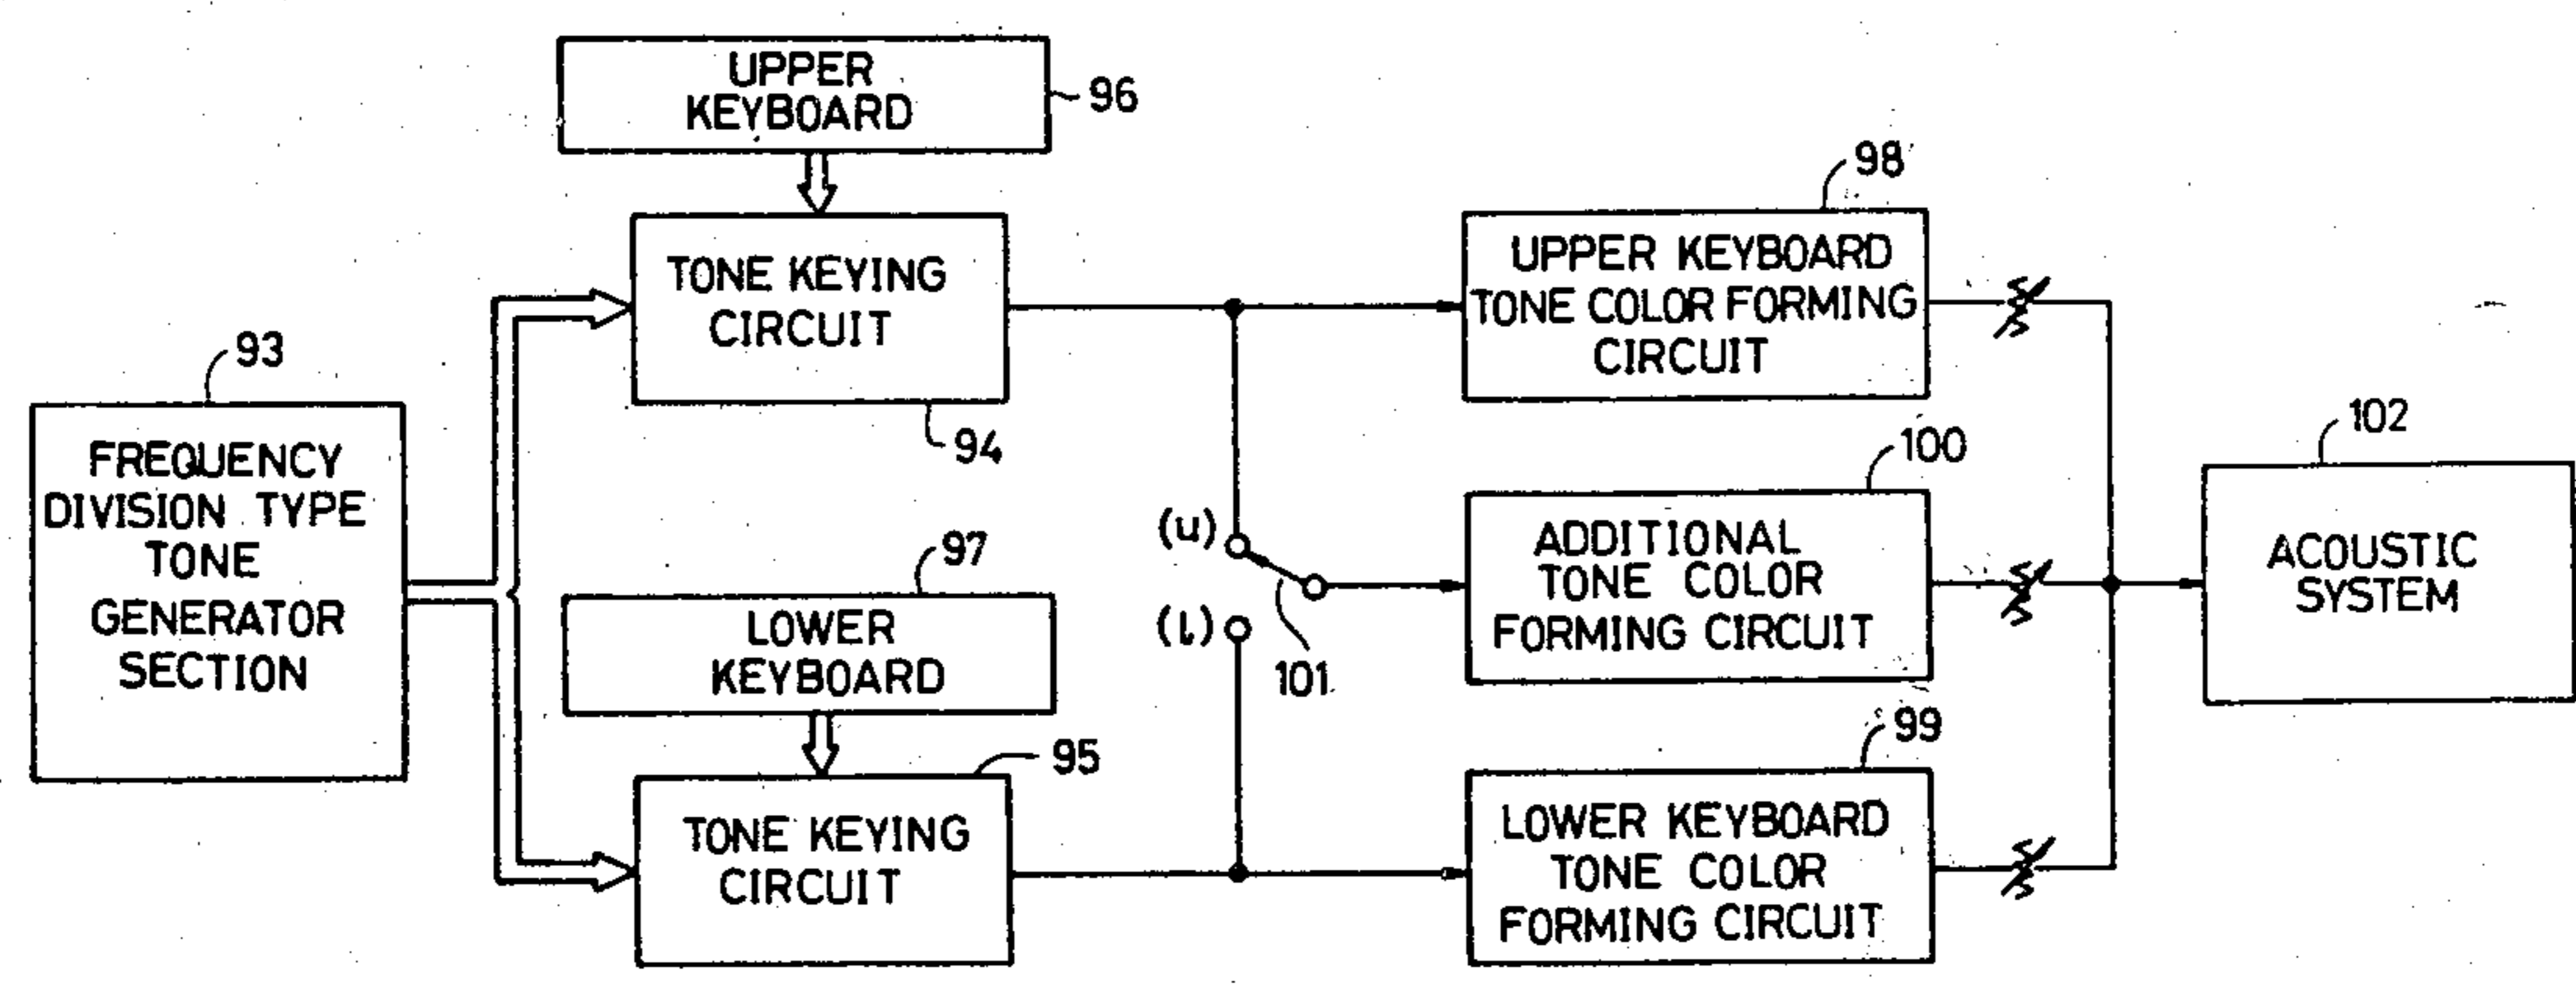 UPPER
KEYBOARD
96
TONE KEYING
CIRCUIT
94
93
FREQUENCY
DIVISION TYPE
TONE
GENERATOR
SECTION
97
LOWER
KEYBOARD
95
TONE KEYING
CIRCUIT
(u)
(l)
101
98
UPPER KEYBOARD
TONE COLOR FORMING
CIRCUIT
100
ADDITIONAL
TONE COLOR
FORMING CIRCUIT
99
LOWER KEYBOARD
TONE COLOR
FORMING CIRCUIT
102
ACOUSTIC
SYSTEM